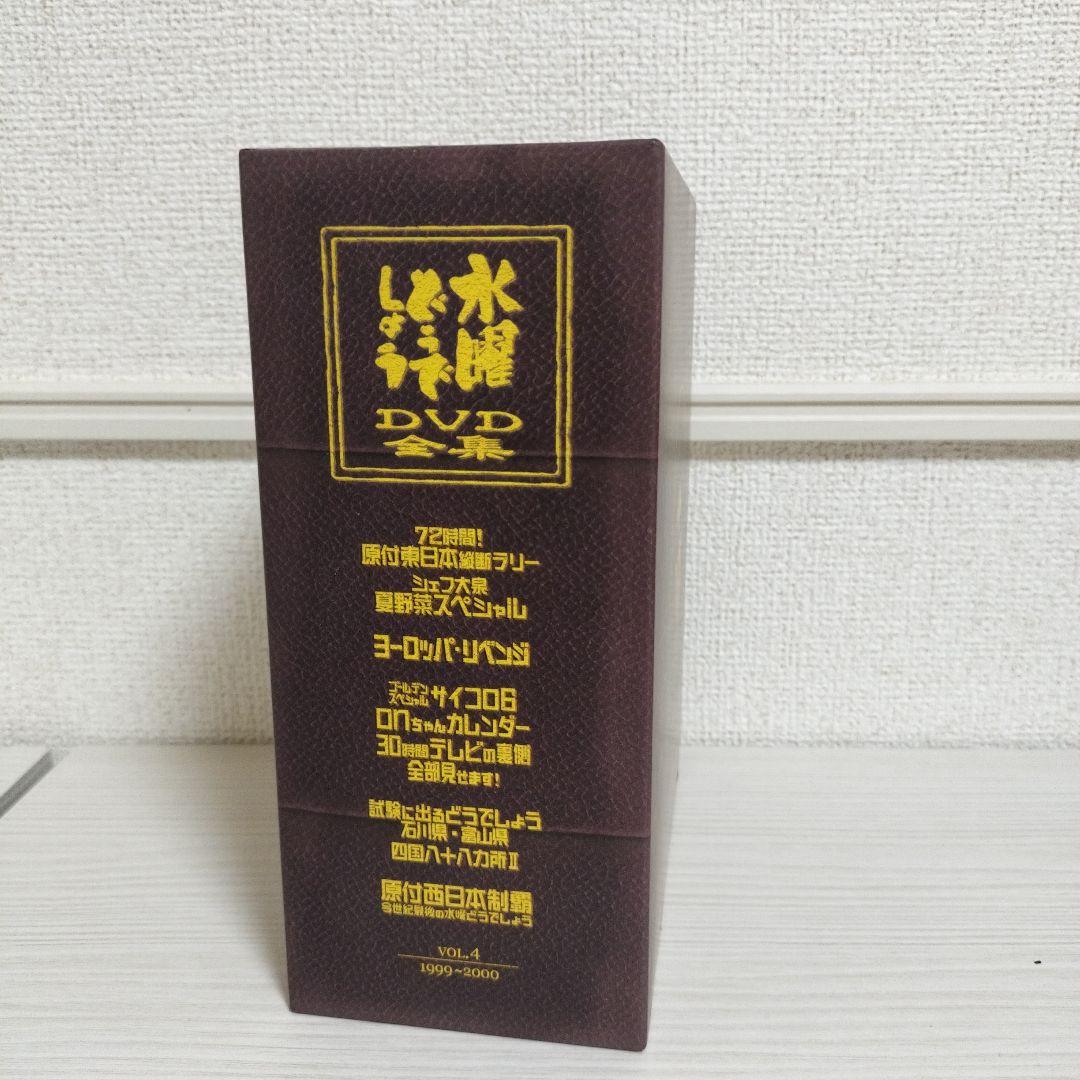 水曜
どうで
しょう
DVD
全集
72時間!
原付東日本縦断ラリー
シェフ大泉
夏野菜スペシャル
ヨーロッパ・リベンジ
ゴールデン
スペシャル サイコロ6
onちゃんカレンダー
30時間テレビの裏側
全部見せます!
試験に出るどうでしょう
石川県・富山県
四国八十八カ所Ⅱ
原付西日本制覇
今世紀最後の水曜どうでしょう
VOL.4
1999~2000